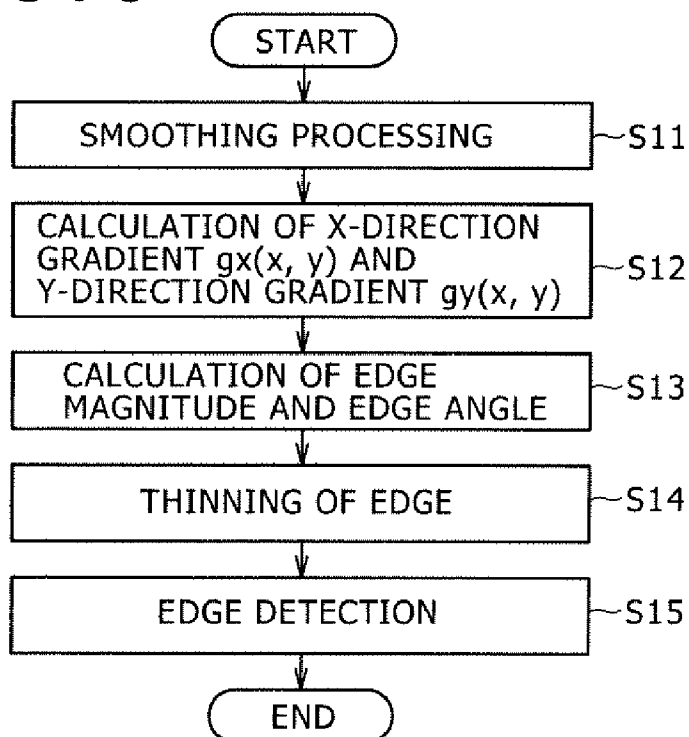 START
SMOOTHING PROCESSING
S11
CALCULATION OF X-DIRECTION
GRADIENT gx(x, y) AND
Y-DIRECTION GRADIENT gy(x, y)
S12
CALCULATION OF EDGE
MAGNITUDE AND EDGE ANGLE
S13
THINNING OF EDGE
S14
EDGE DETECTION
S15
END